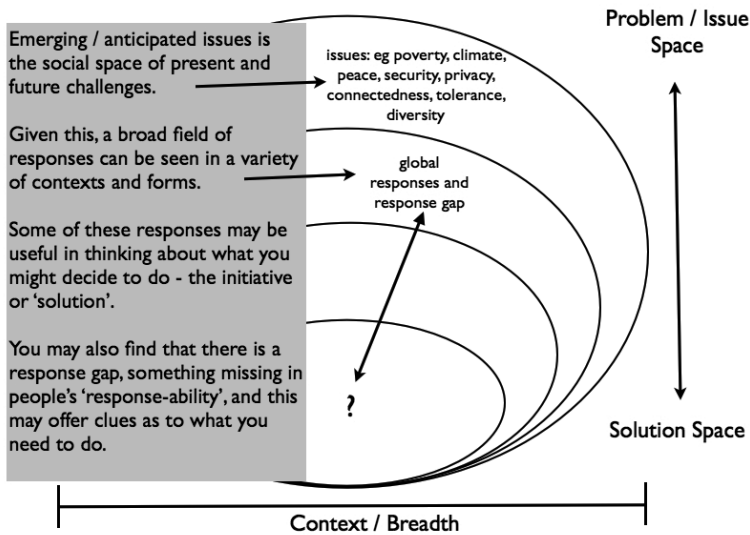 Emerging / anticipated issues is
the social space of present and
future challenges.
Given this, a broad field of
responses can be seen in a variety
of contexts and forms.
Some of these responses may be
useful in thinking about what you
might decide to do - the initiative
or ‘solution’.
You may also find that there is a
response gap, something missing in
people’s ‘response-ability’, and this
may offer clues as to what you
need to do.
issues: eg poverty, climate,
peace, security, privacy,
connectedness, tolerance,
diversity
global
responses and
response gap
?
Problem / Issue
Space
Solution Space
Context / Breadth